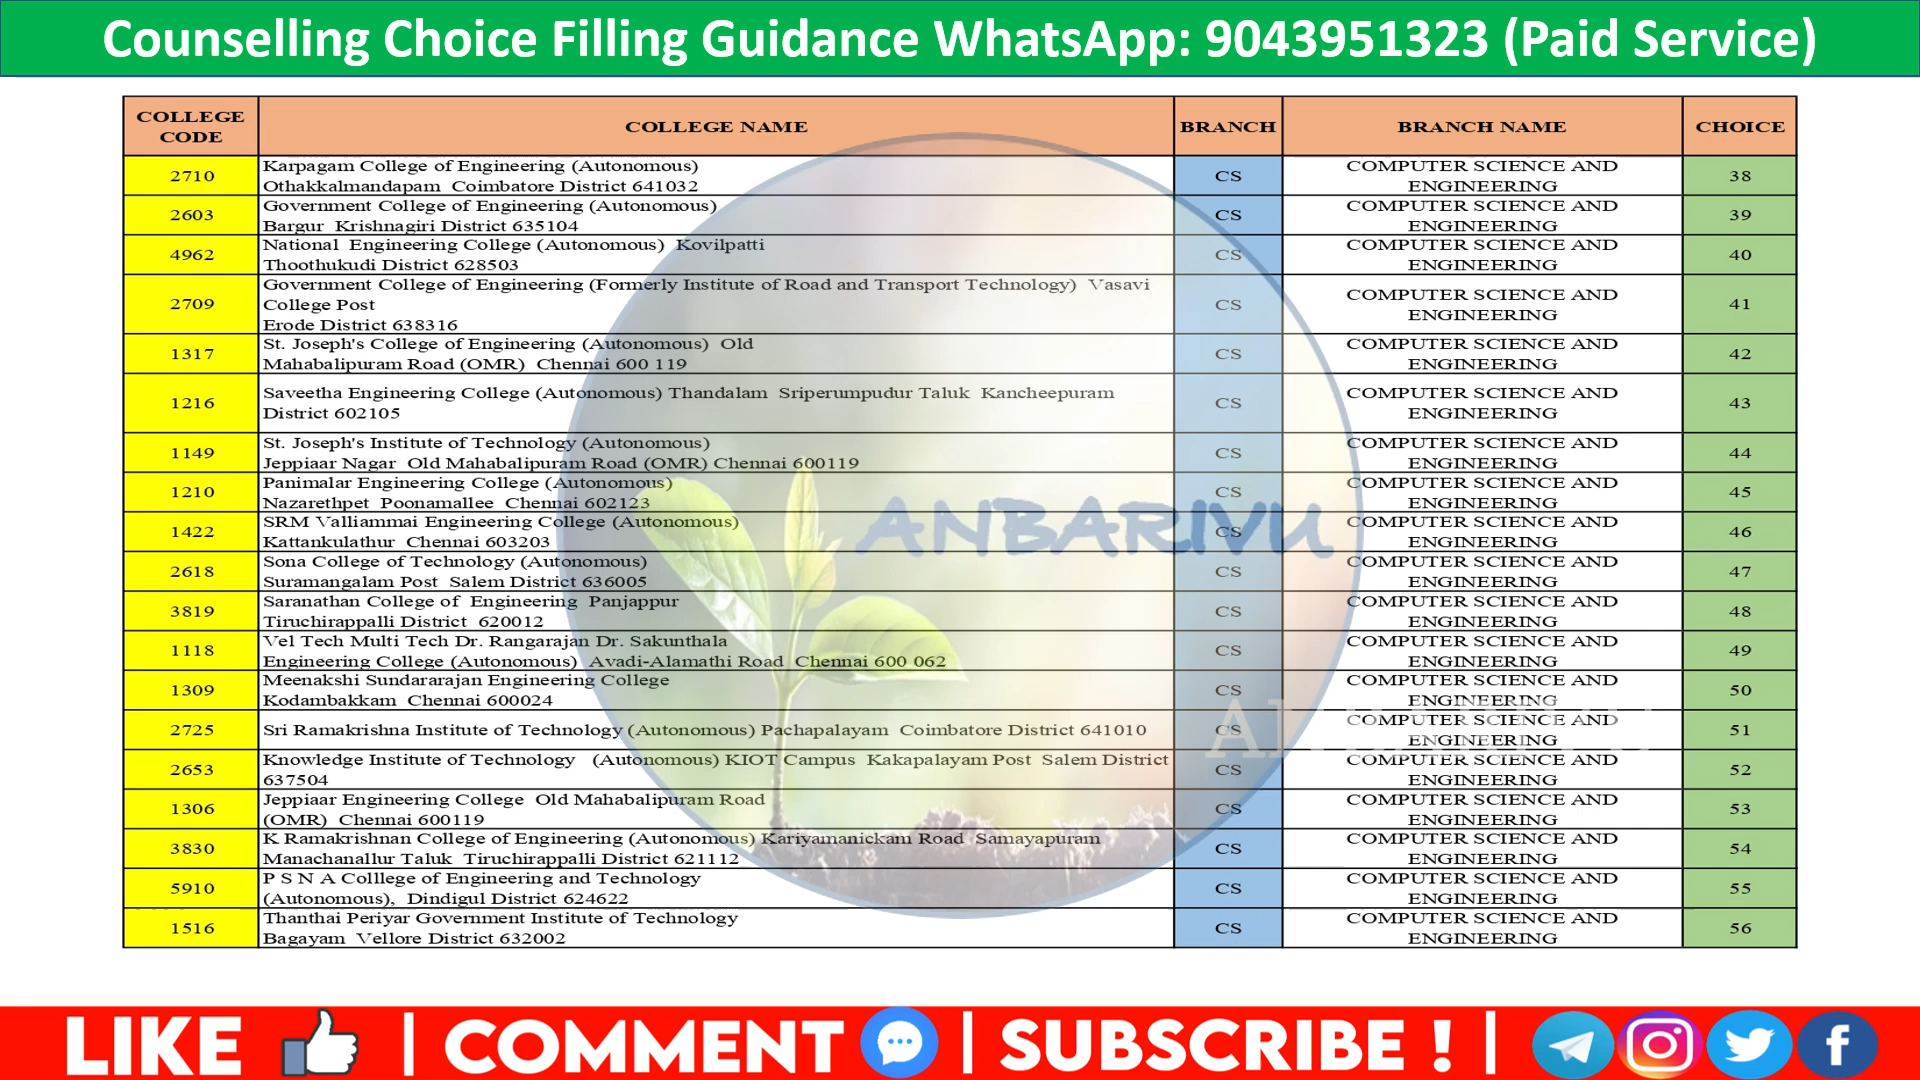 Counselling Choice Filling Guidance WhatsApp: 9043951323 (Paid Service)
COLLEGE CODE COLLEGE NAME BRANCH BRANCH NAME CHOICE
2710 Karpagam College of Engineering (Autonomous) CS COMPUTER SCIENCE AND 38
Othakkalmandapam Coimbatore District 641032 ENGINEERING
2603 Government College of Engineering (Autonomous) CS COMPUTER SCIENCE AND 39
Bargur Krishnagiri District 635104 ENGINEERING
4962 National Engineering College (Autonomous) Kovilpatti CS COMPUTER SCIENCE AND 40
Thoothukudi District 628503 ENGINEERING
2709 Government College of Engineering (Formerly Institute of Road and Transport Technology) Vasavi CS COMPUTER SCIENCE AND 41
College Post ENGINEERING
Erode District 638316
1317 St. Joseph's College of Engineering (Autonomous) Old CS COMPUTER SCIENCE AND 42
Mahabalipuram Road (OMR) Chennai 600 119 ENGINEERING
1216 Saveetha Engineering College (Autonomous) Thandalam Sriperumpudur Taluk Kancheepuram CS COMPUTER SCIENCE AND 43
District 602105 ENGINEERING
1149 St. Joseph's Institute of Technology (Autonomous) CS COMPUTER SCIENCE AND 44
Jeppiaar Nagar Old Mahabalipuram Road (OMR) Chennai 600119 ENGINEERING
1210 Panimalar Engineering College (Autonomous) CS COMPUTER SCIENCE AND 45
Nazarethpet Poonamallee Chennai 602123 ENGINEERING
1422 SRM Valliammai Engineering College (Autonomous) CS COMPUTER SCIENCE AND 46
Kattankulathur Chennai 603203 ENGINEERING
ANBARIVU
2618 Sona College of Technology (Autonomous) CS COMPUTER SCIENCE AND 47
Suramangalam Post Salem District 636005 ENGINEERING
3819 Saranathan College of Engineering Panjappur CS COMPUTER SCIENCE AND 48
Tiruchirappalli District 620012 ENGINEERING
1118 Vel Tech Multi Tech Dr. Rangarajan Dr. Sakunthala CS COMPUTER SCIENCE AND 49
Engineering College (Autonomous) Avadi-Alamathi Road Chennai 600 062 ENGINEERING
1309 Meenakshi Sundararajan Engineering College CS COMPUTER SCIENCE AND 50
Kodambakkam Chennai 600024 ENGINEERING
2725 Sri Ramakrishna Institute of Technology (Autonomous) Pachapalayam Coimbatore District 641010 CS COMPUTER SCIENCE AND 51
ENGINEERING
2653 Knowledge Institute of Technology (Autonomous) KIOT Campus Kakapalayam Post Salem District CS COMPUTER SCIENCE AND 52
637504 ENGINEERING
1306 Jeppiaar Engineering College Old Mahabalipuram Road CS COMPUTER SCIENCE AND 53
(OMR) Chennai 600119 ENGINEERING
3830 K Ramakrishnan College of Engineering (Autonomous) Kariyamanickam Road Samayapuram CS COMPUTER SCIENCE AND 54
Manachanallur Taluk Tiruchirappalli District 621112 ENGINEERING
5910 P S N A Colllege of Engineering and Technology CS COMPUTER SCIENCE AND 55
(Autonomous), Dindigul District 624622 ENGINEERING
1516 Thanthai Periyar Government Institute of Technology CS COMPUTER SCIENCE AND 56
Bagayam Vellore District 632002 ENGINEERING
LIKE | COMMENT | SUBSCRIBE ! |